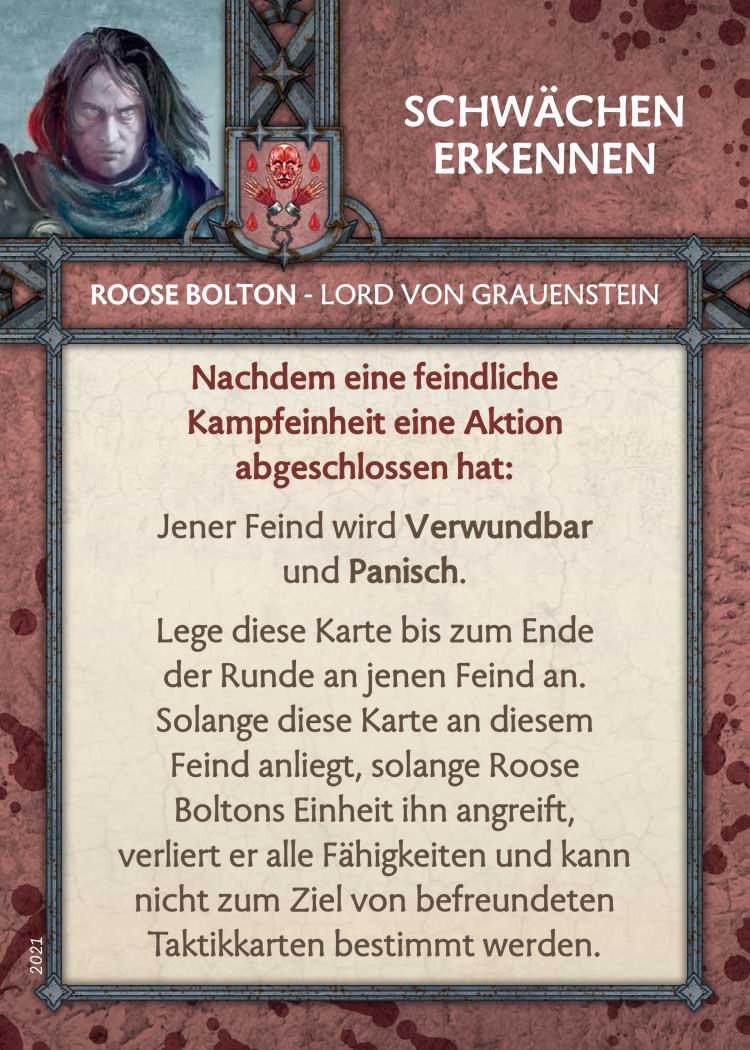 SCHWÄCHEN
ERKENNEN
ROOSE BOLTON - LORD VON GRAUENSTEIN
Nachdem eine feindliche
Kampfeinheit eine Aktion
abgeschlossen hat:
Jener Feind wird Verwundbar
und Panisch.
Lege diese Karte bis zum Ende
der Runde an jenen Feind an.
Solange diese Karte an diesem
Feind anliegt, solange Roose
Boltons Einheit ihn angreift,
verliert er alle Fähigkeiten und kann
nicht zum Ziel von befreundeten
Taktikkarten bestimmt werden.
2021